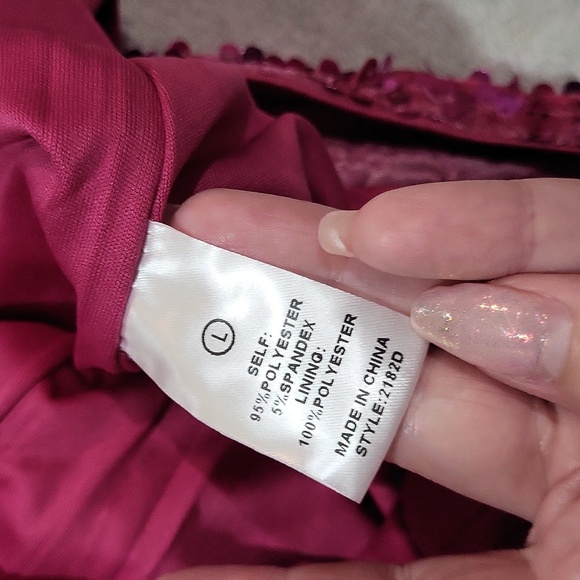 L
SELF:
95%POLYESTER
5%SPANDEX
LINING:
100%POLYESTER
MADE IN CHINA
STYLE:2182D